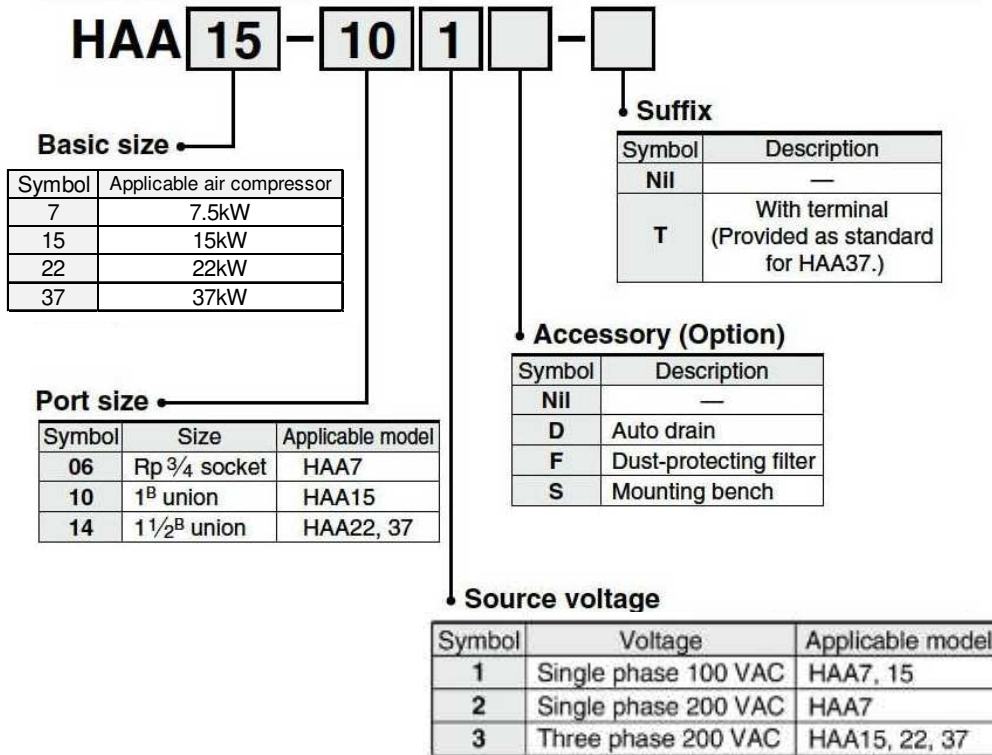 HAA 15 - 10 1 -
Suffix
Symbol Description
Nil —
T With terminal
(Provided as standard
for HAA37.)
Basic size
Symbol Applicable air compressor
7 7.5kW
15 15kW
22 22kW
37 37kW
Accessory (Option)
Symbol Description
Nil —
D Auto drain
F Dust-protecting filter
S Mounting bench
Port size
Symbol Size Applicable model
06 Rp 3/4 socket HAA7
10 1ᴮ union HAA15
14 1 1/2ᴮ union HAA22, 37
Source voltage
Symbol Voltage Applicable model
1 Single phase 100 VAC HAA7, 15
2 Single phase 200 VAC HAA7
3 Three phase 200 VAC HAA15, 22, 37